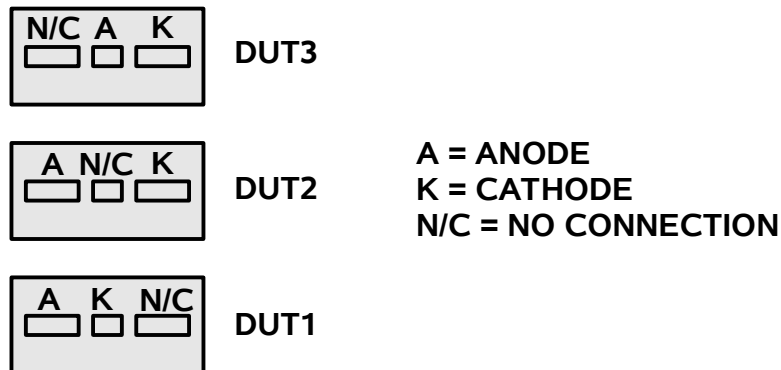 N/C A K
DUT3
A N/C K
DUT2
A = ANODE
K = CATHODE
N/C = NO CONNECTION
A K N/C
DUT1